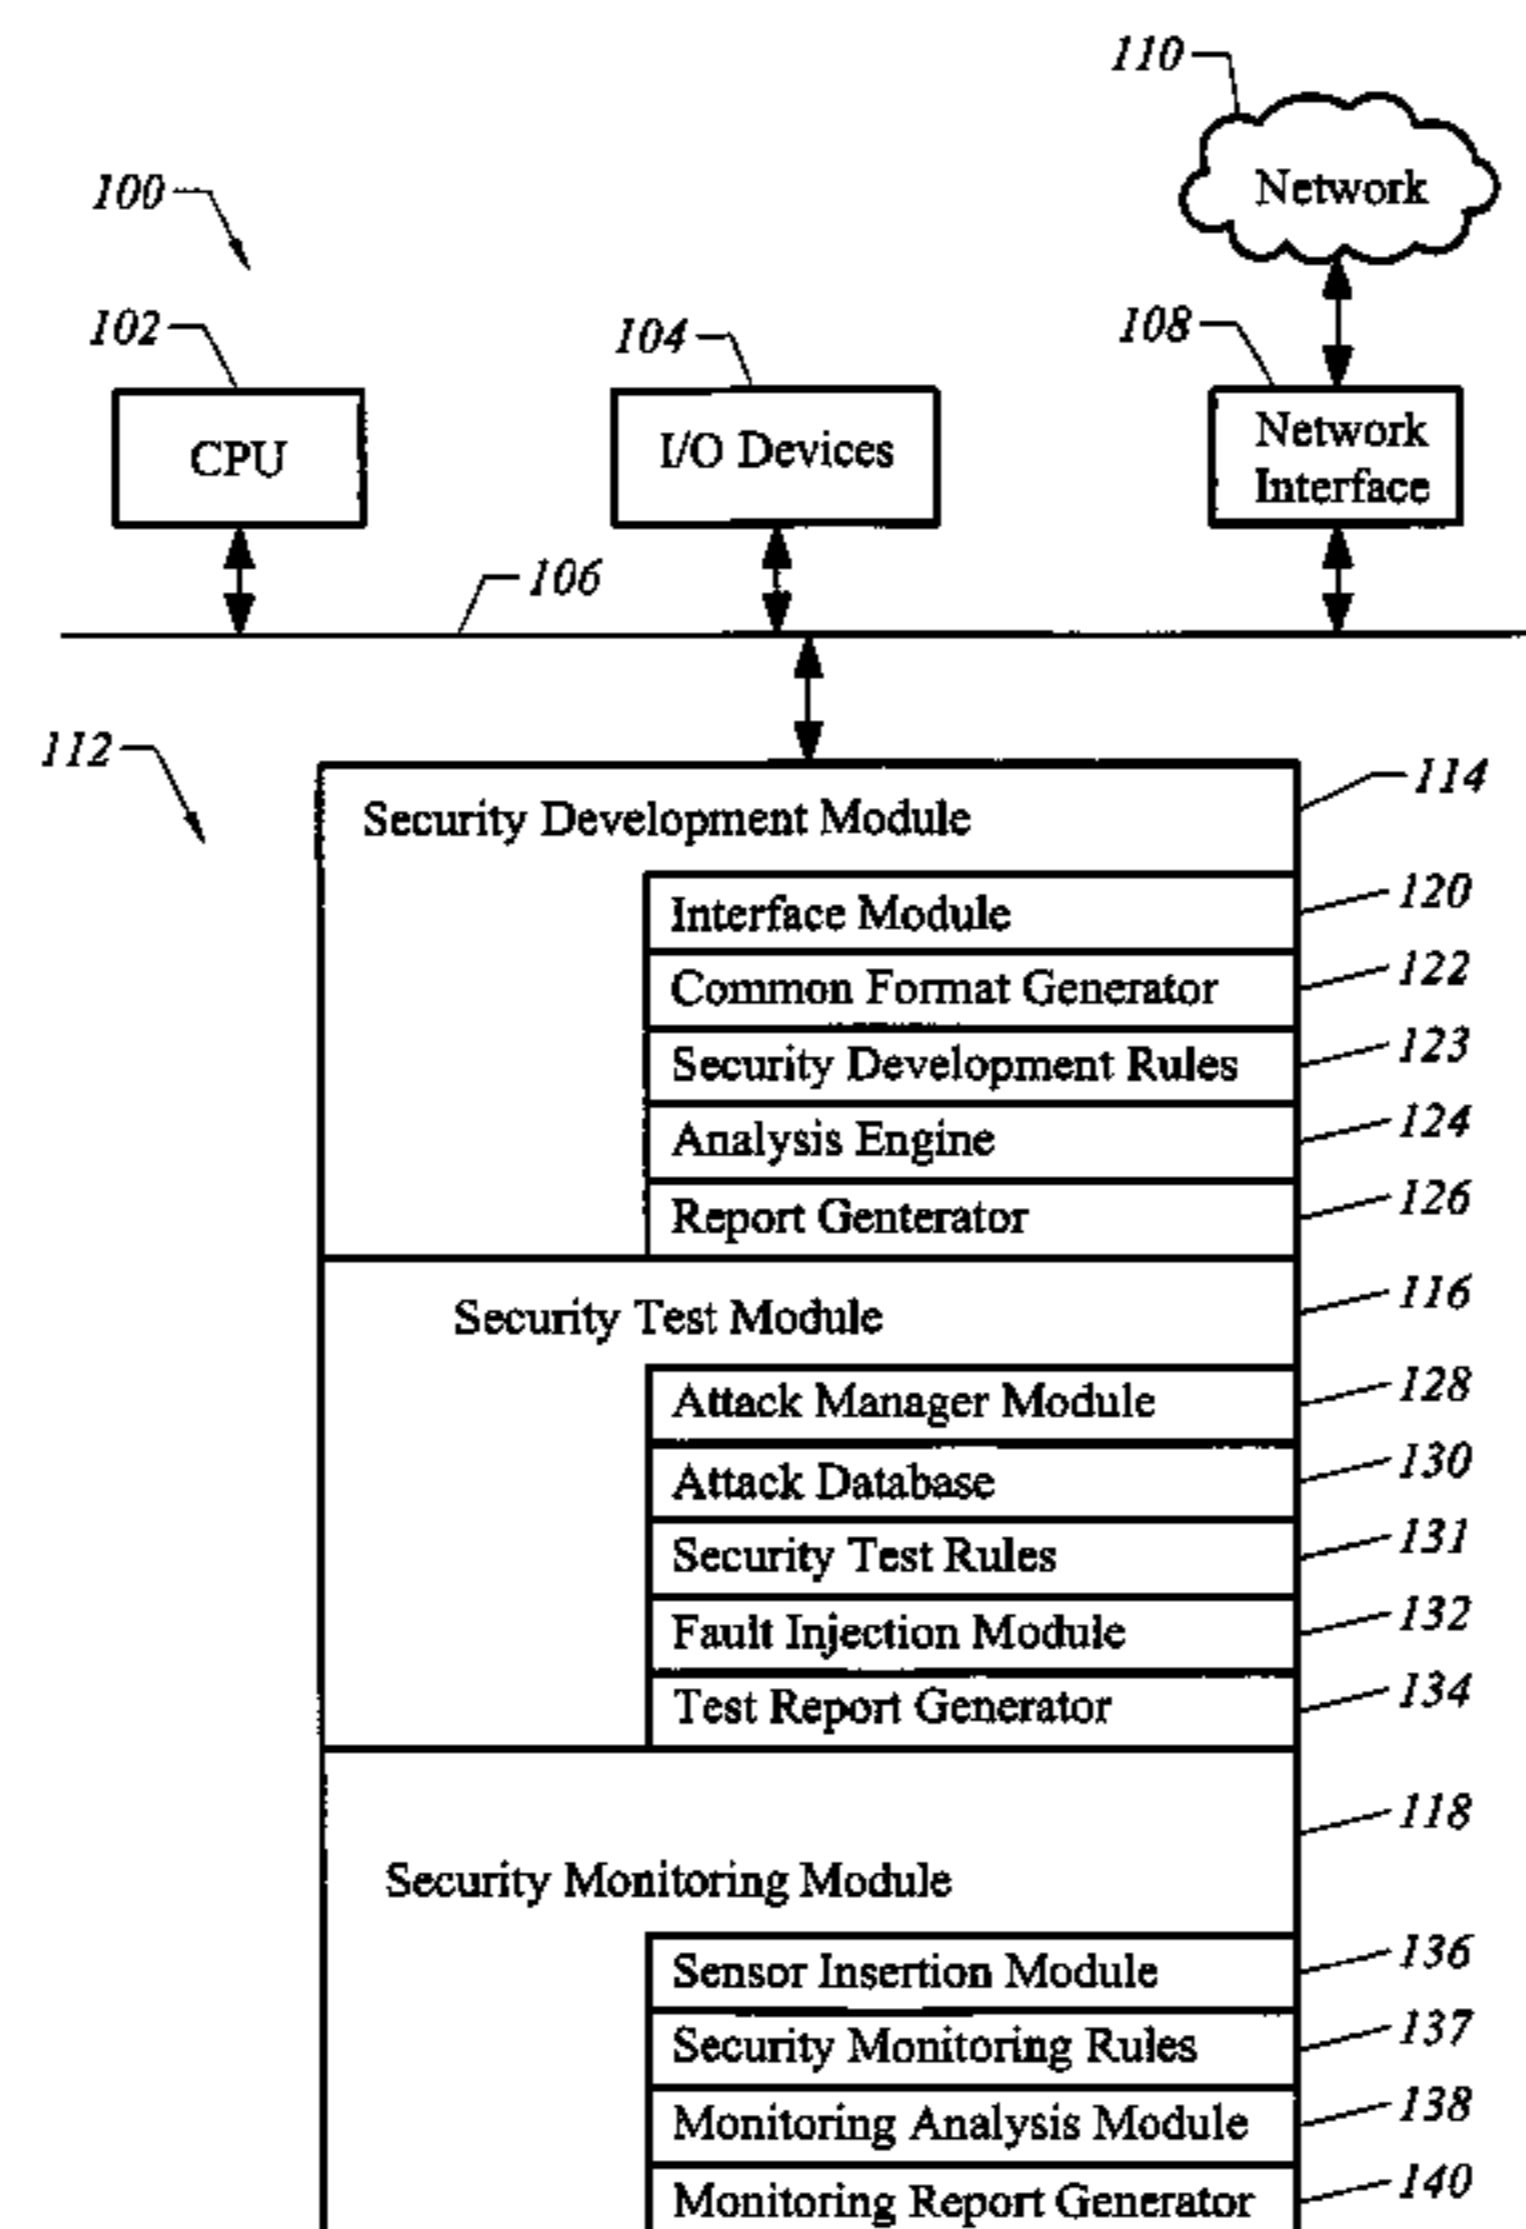 110
Network
100
102
104
108
CPU
I/O Devices
Network
Interface
106
112
114
Security Development Module
120
Interface Module
122
Common Format Generator
123
Security Development Rules
124
Analysis Engine
126
Report Genterator
116
Security Test Module
128
Attack Manager Module
130
Attack Database
131
Security Test Rules
132
Fault Injection Module
134
Test Report Generator
118
Security Monitoring Module
136
Sensor Insertion Module
137
Security Monitoring Rules
138
Monitoring Analysis Module
140
Monitoring Report Generator